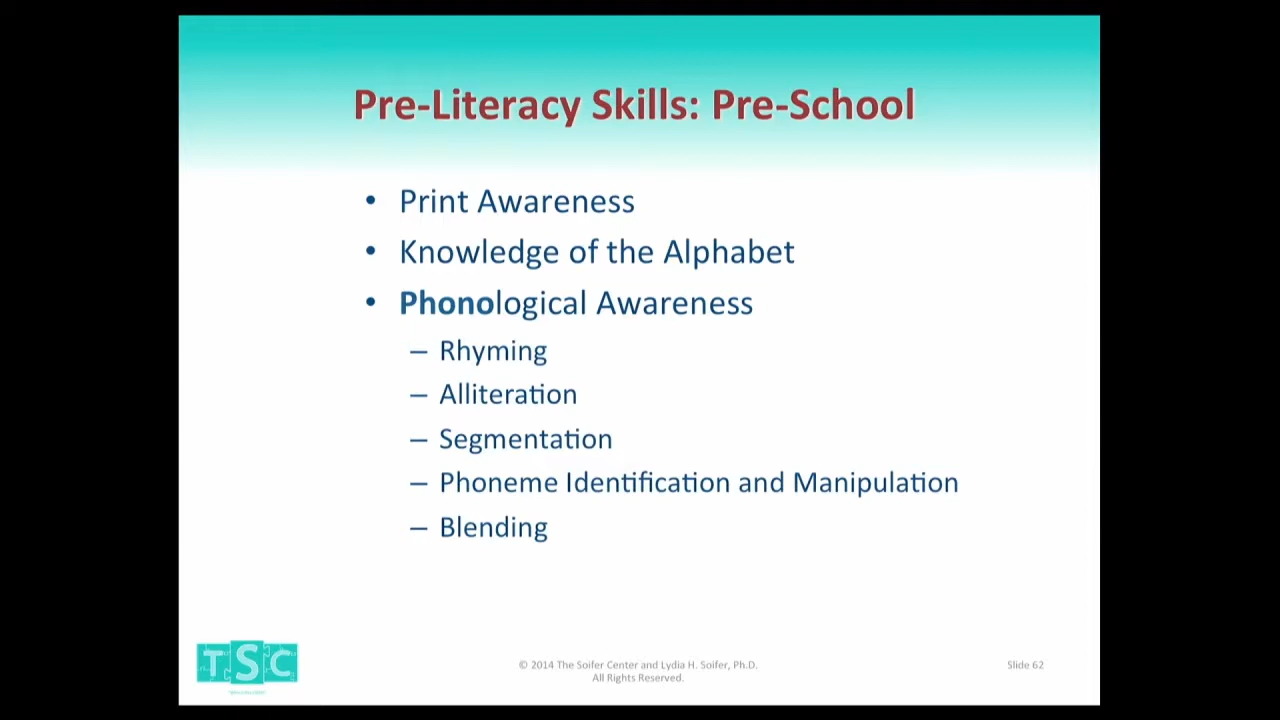 Pre-Literacy Skills: Pre-School
• Print Awareness
• Knowledge of the Alphabet
• Phonological Awareness
– Rhyming
– Alliteration
– Segmentation
– Phoneme Identification and Manipulation
– Blending
TSC
© 2014 The Soifer Center and Lydia H. Soifer, Ph.D.
All Rights Reserved.
Slide 62